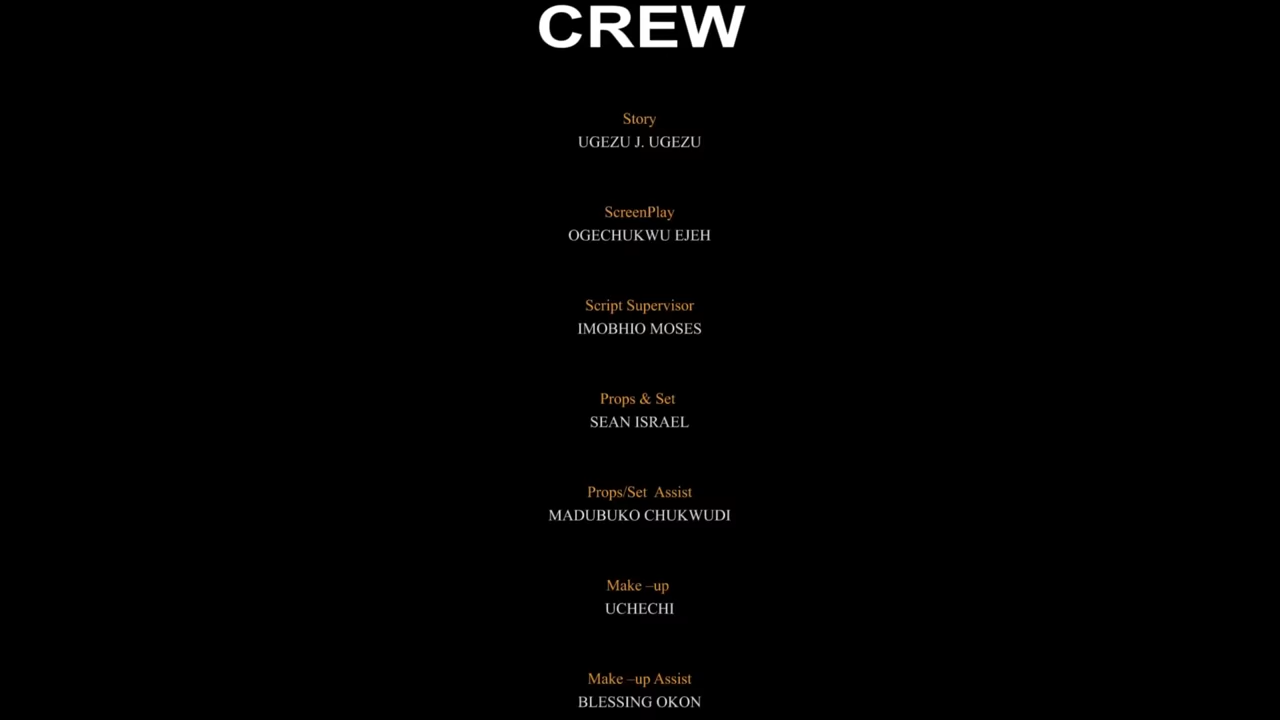 CREW
Story
UGEZU J. UGEZU
ScreenPlay
OGECHUKWU EJEH
Script Supervisor
IMOBHIO MOSES
Props & Set
SEAN ISRAEL
Props/Set  Assist
MADUBUKO CHUKWUDI
Make –up
UCHECHI
Make –up Assist
BLESSING OKON